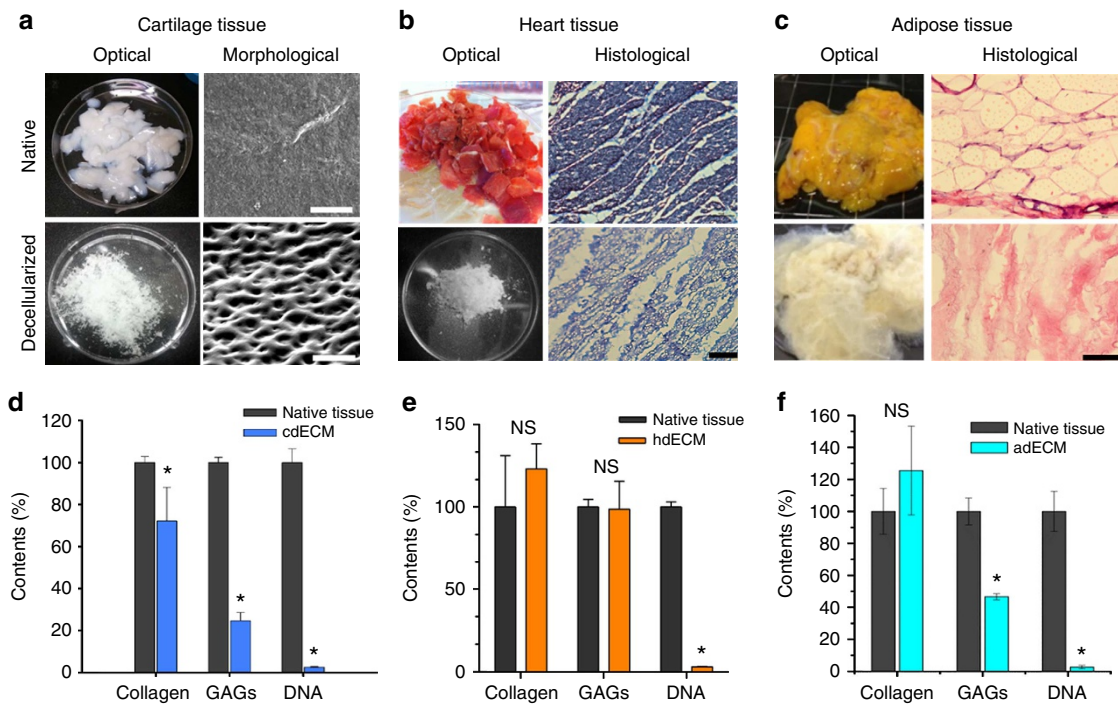 a
Cartilage tissue
Optical
Morphological
b
Heart tissue
Optical
Histological
c
Adipose tissue
Optical
Histological
Native
Decellularized
d
120
100
80
60
40
20
0
Contents (%)
Native tissue
cdECM
*
*
*
Collagen
GAGs
DNA
e
150
100
50
0
Contents (%)
Native tissue
hdECM
NS
NS
*
Collagen
GAGs
DNA
f
160
140
120
100
80
60
40
20
0
Contents (%)
Native tissue
adECM
NS
*
*
Collagen
GAGs
DNA